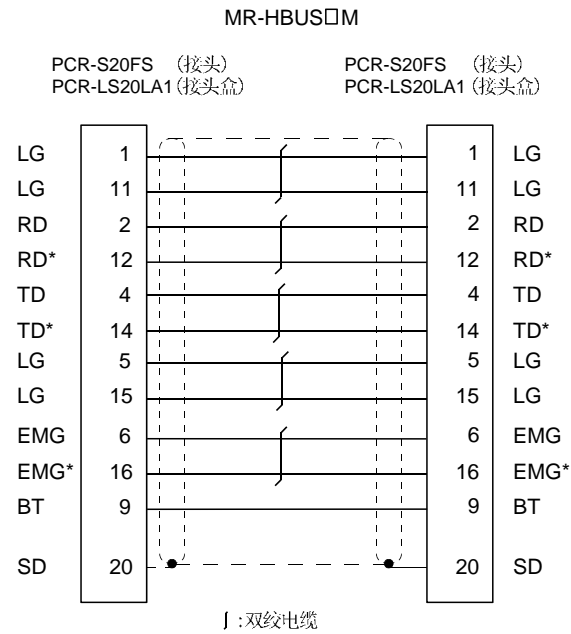 MR-HBUS□M
PCR-S20FS (接头) PCR-S20FS (接头)
PCR-LS20LA1 (接头盒) PCR-LS20LA1 (接头盒)
LG 1 1 LG
LG 11 11 LG
RD 2 2 RD
RD* 12 12 RD*
TD 4 4 TD
TD* 14 14 TD*
LG 5 5 LG
LG 15 15 LG
EMG 6 6 EMG
EMG* 16 16 EMG*
BT 9 9 BT
SD 20 20 SD
⌠:双绞电缆